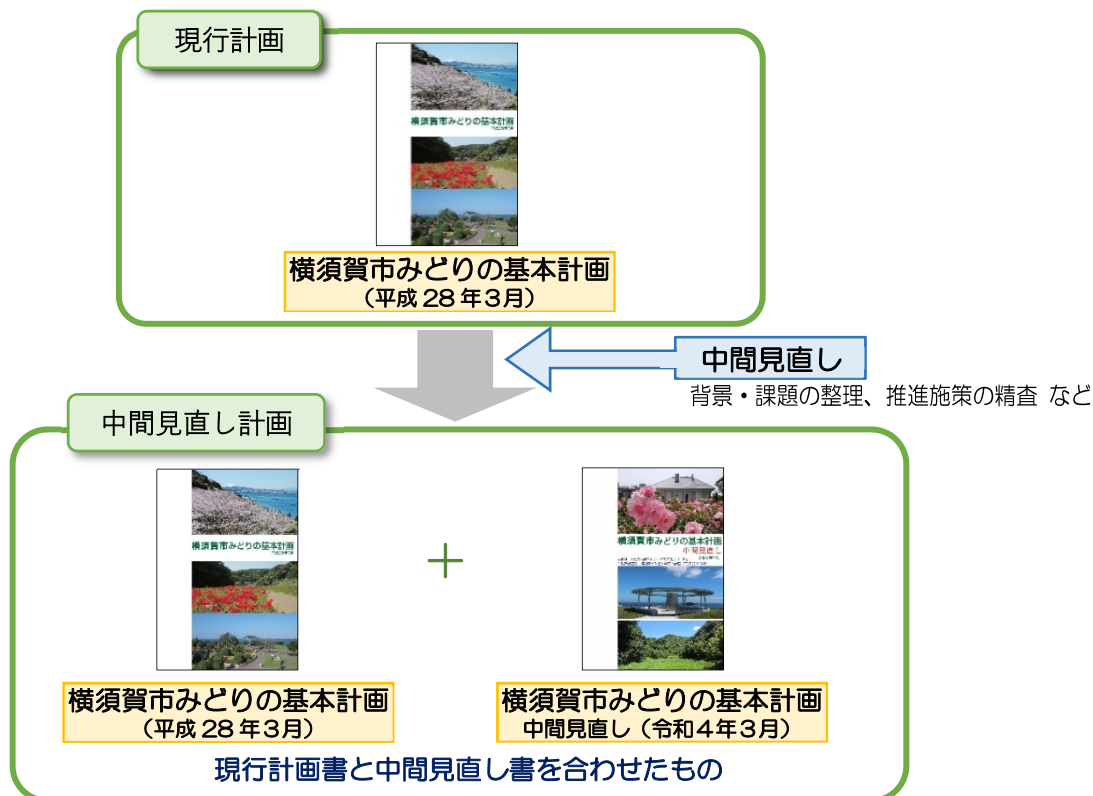 現行計画
横須賀市みどりの基本計画
横須賀市みどりの基本計画
（平成２８年３月）
中間見直し
背景・課題の整理、推進施策の精査 など
中間見直し計画
横須賀市みどりの基本計画
＋
横須賀市みどりの基本計画
中間見直し
横須賀市みどりの基本計画
（平成２８年３月）
横須賀市みどりの基本計画
中間見直し（令和４年３月）
現行計画書と中間見直し書を合わせたもの